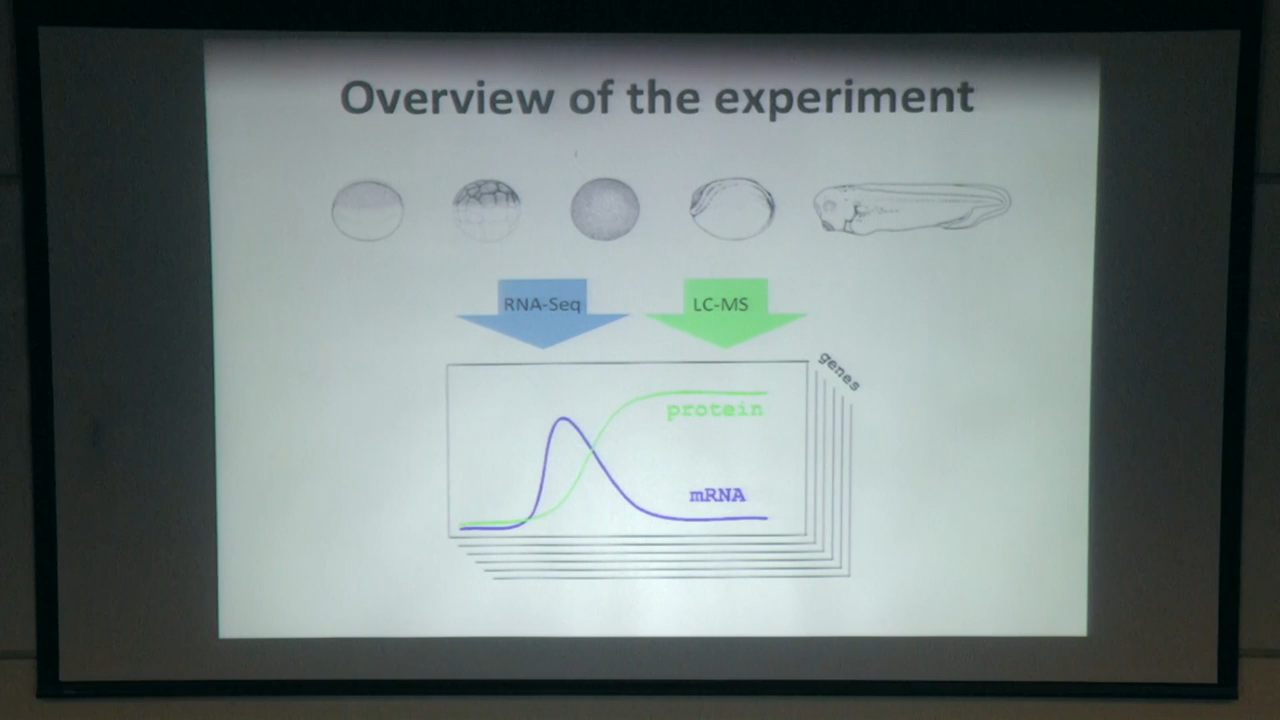 Overview of the experiment
RNA-Seq
LC-MS
genes
protein
mRNA